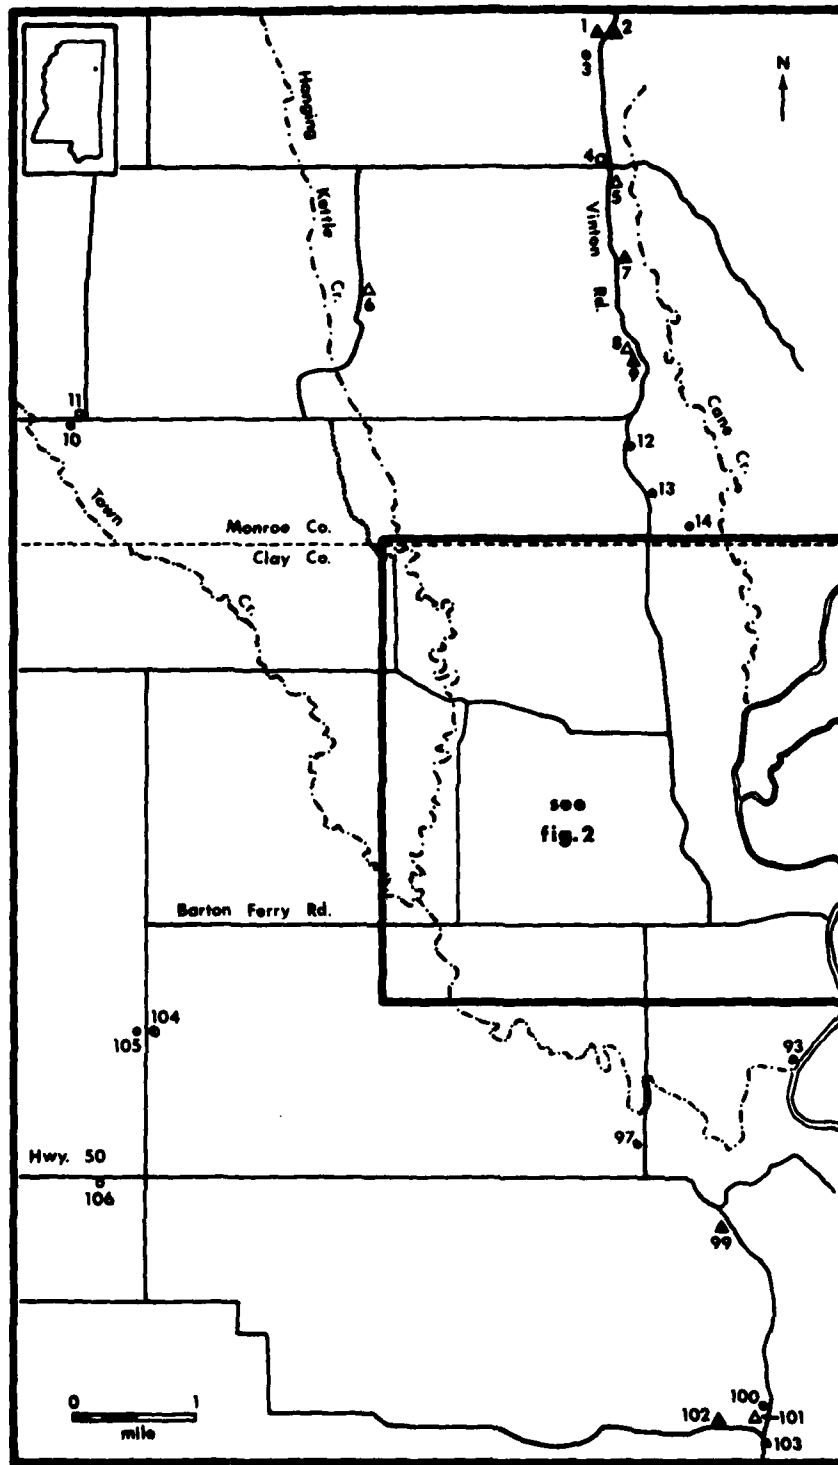 1 2
3
N
Hanging
Kettle
Cr.
4
5
Vinton
Rd.
7
6
8
9
11
10
12
Cane
Cr.
13
Town
Cr.
14
Monroe Co.
Clay Co.
see
fig.2
Barton Ferry Rd.
104
105
93
97
Hwy. 50
106
99
0 1
mile
100
102
101
103